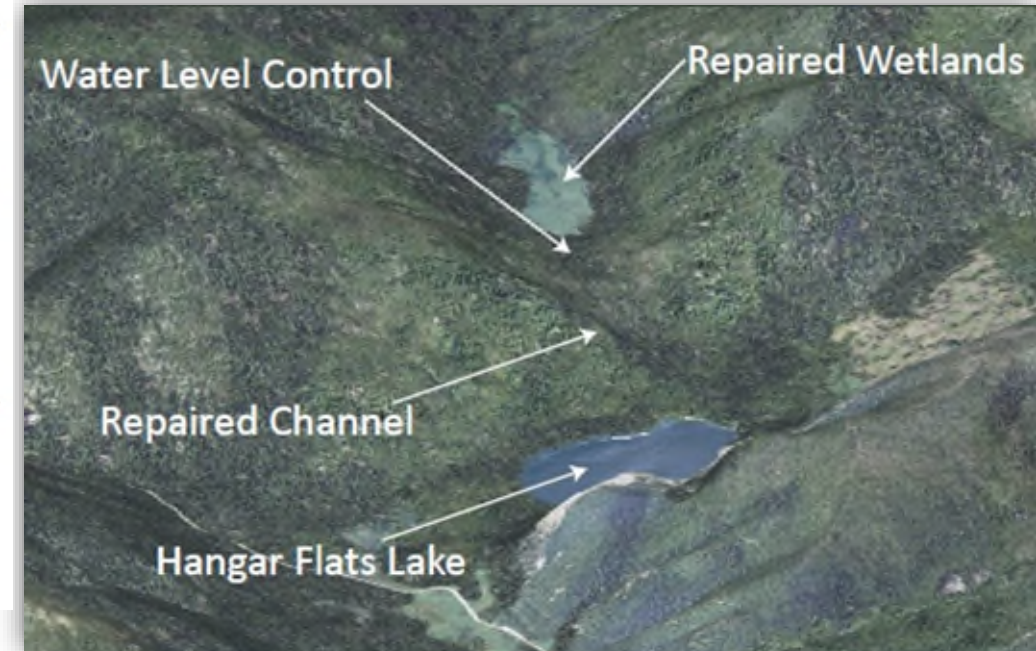 Water Level Control
Repaired Wetlands
Repaired Channel
Hangar Flats Lake